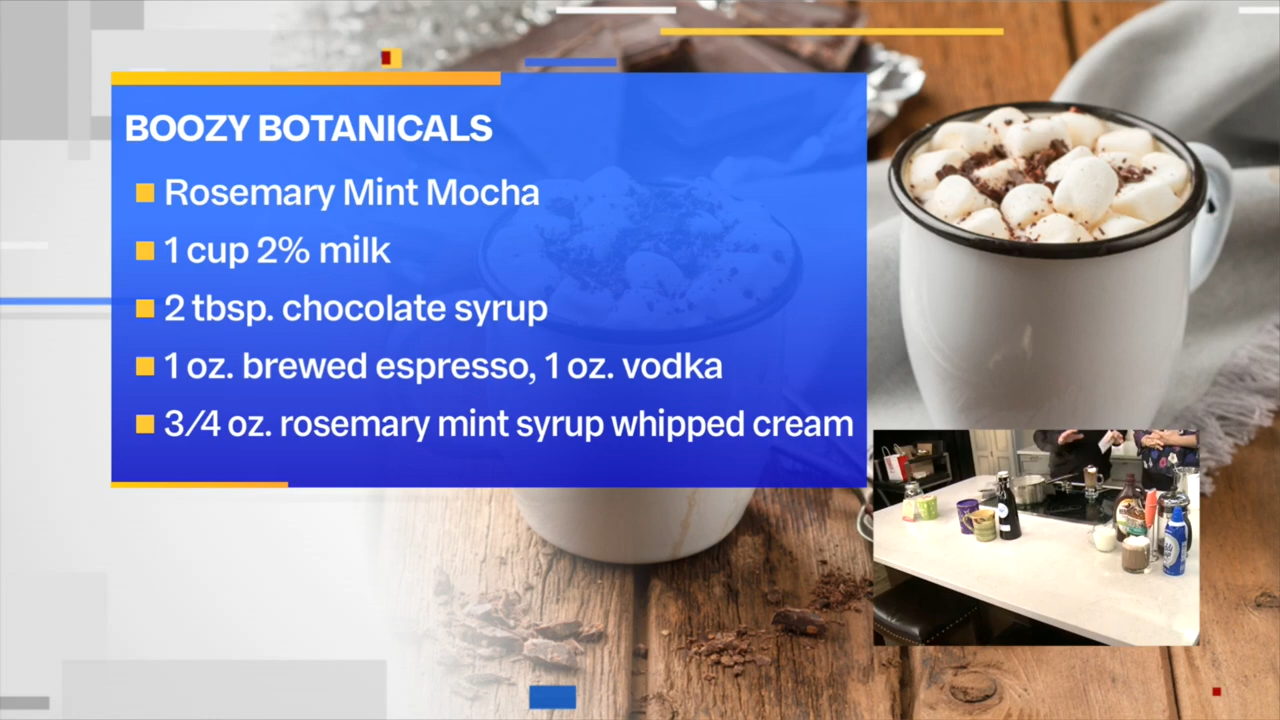 BOOZY BOTANICALS
Rosemary Mint Mocha
1 cup 2% milk
2 tbsp. chocolate syrup
1 oz. brewed espresso, 1 oz. vodka
3/4 oz. rosemary mint syrup whipped cream